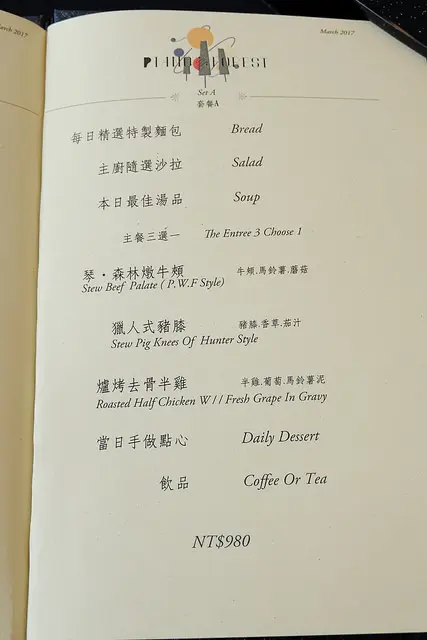 March 2017
March 2017
PIANO FOREST
Set A
套餐A
每日精選特製麵包 Bread
主廚隨選沙拉 Salad
本日最佳湯品 Soup
主餐三選一 The Entree 3 Choose 1
琴·森林燉牛頰 牛頰.馬鈴薯.蘑菇
Stew Beef Palate ( P.W.F Style)
獵人式豬膝 豬膝.香草.茄汁
Stew Pig Knees Of Hunter Style
爐烤去骨半雞 半雞.葡萄.馬鈴薯泥
Roasted Half Chicken W / / Fresh Grape In Gravy
當日手做點心 Daily Dessert
飲品 Coffee Or Tea
NT$980